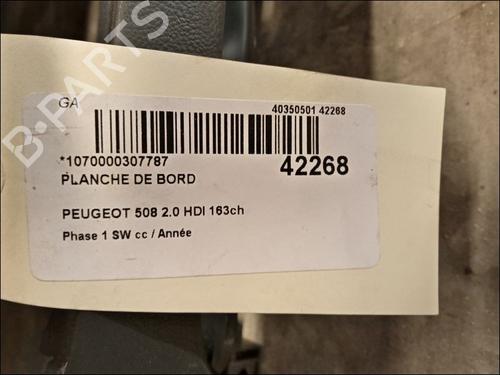 B-PARTS
GA
40350501 42268
*1070000307787
42268
PLANCHE DE BORD
PEUGEOT 508 2.0 HDI 163ch
Phase 1 SW cc / Année